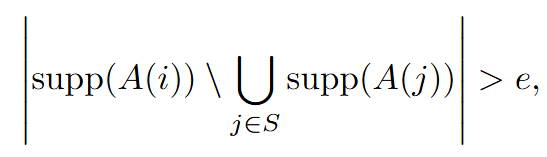 |supp(A(i)) \ ⋃_{j∈S} supp(A(j))| > e,